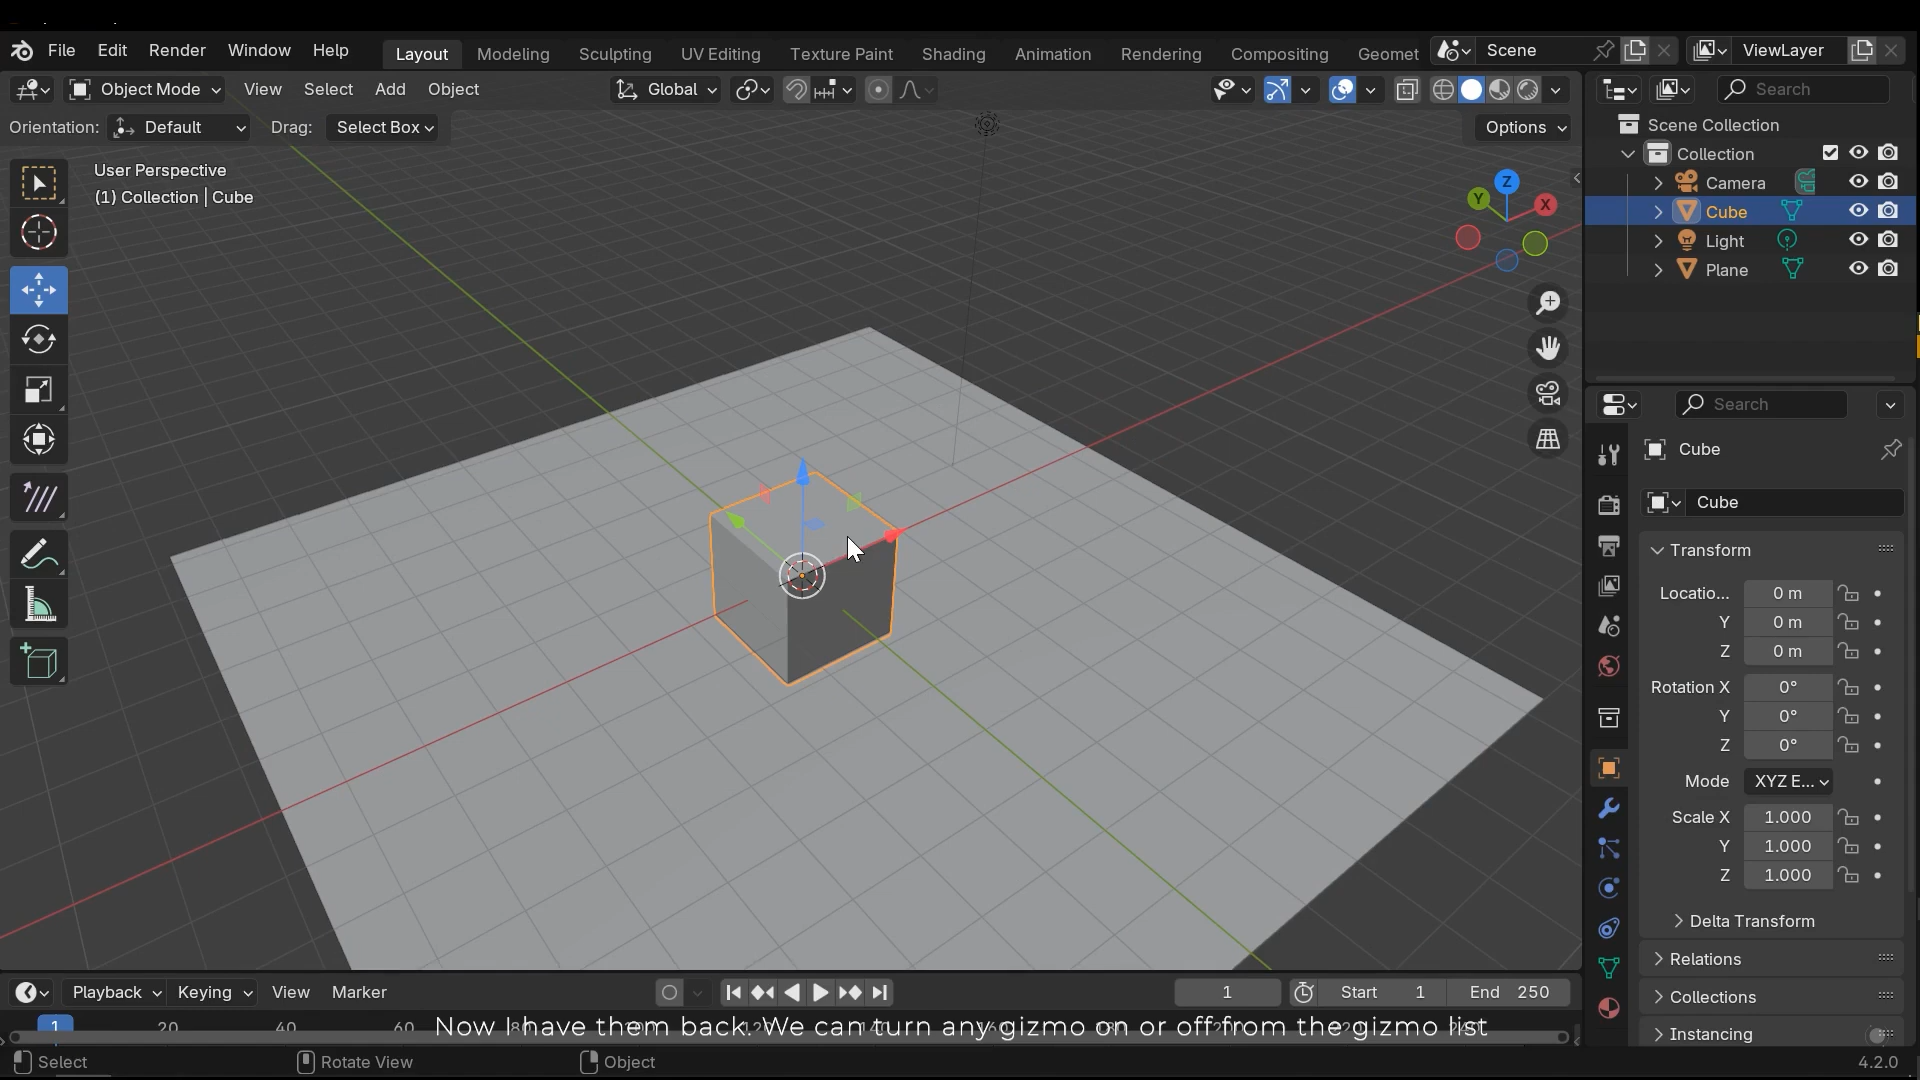 File Edit Render Window Help Layout Modeling Sculpting UV Editing Texture Paint Shading Animation Rendering Compositing Geomet Scene ViewLayer
Object Mode View Select Add Object Global Search
Orientation: Default Drag: Select Box Options
User Perspective
(1) Collection | Cube
Z
Y
X
Scene Collection
Collection
Camera
Cube
Light
Plane
Search
Cube
Cube
Transform
Locatio... 0 m
Y 0 m
Z 0 m
Rotation X 0°
Y 0°
Z 0°
Mode XYZ E...
Scale X 1.000
Y 1.000
Z 1.000
Delta Transform
Relations
Collections
Instancing
Playback Keying View Marker 1 Start 1 End 250
1 20 40 60 80
Now I have them back. We can turn any gizmo on or off from the gizmo list
Select Rotate View Object 4.2.0